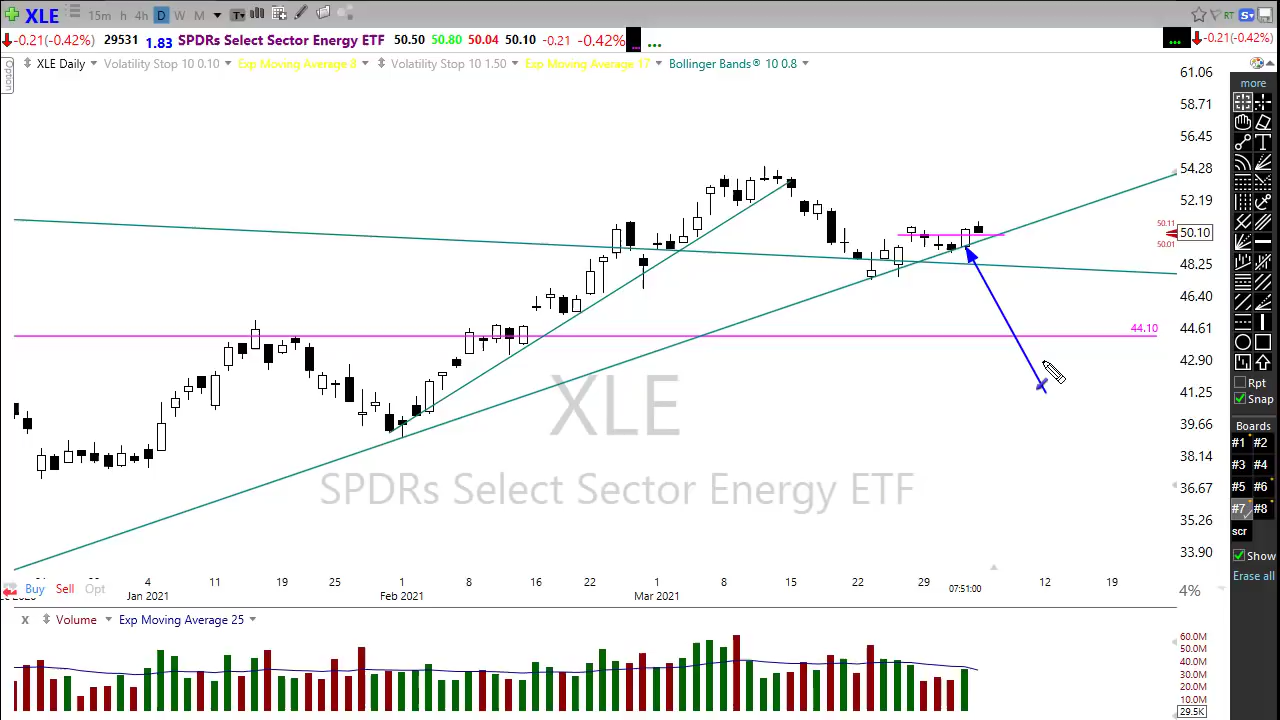 XLE 15m h 4h D W M T RT S
-0.21(-0.42%) 29531 1.83 SPDRs Select Sector Energy ETF 50.50 50.80 50.04 50.10 -0.21 -0.42% ... ... -0.21(-0.42%)
Option
XLE Daily Volatility Stop 10 0.10 Exp Moving Average 8 Volatility Stop 10 1.50 Exp Moving Average 17 Bollinger Bands® 10 0.8
61.06
58.71
56.45
54.28
52.19
50.11
50.10
50.01
48.25
46.40
44.61
44.10
42.90
41.25
39.66
38.14
36.67
35.26
33.90
XLE
SPDRs Select Sector Energy ETF
4 11 19 25 1 8 16 22 1 8 15 22 29 12 19
Jan 2021 Feb 2021 Mar 2021 07:51:00
Buy Sell Opt
4%
x Volume Exp Moving Average 25
60.0M
50.0M
40.0M
30.0M
20.0M
10.0M
29.5K
more
T
Rpt
Snap
Boards
#1 #2
#3 #4
#5 #6
#7 #8
scr
Show
Erase all